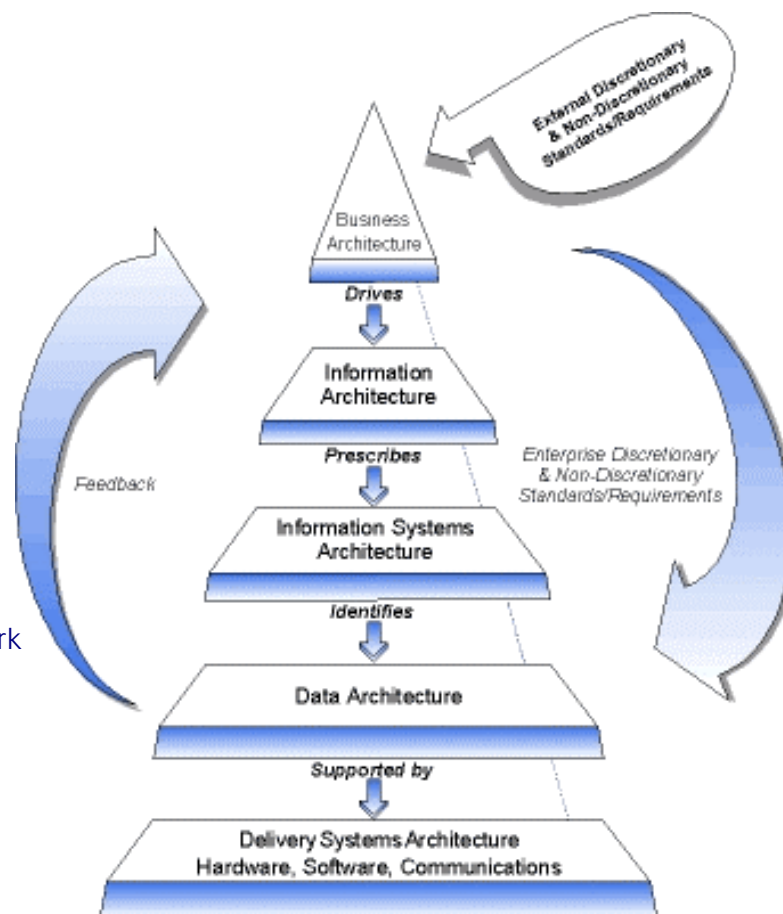 External Discretionary
& Non-Discretionary
Standards/Requirements
Business
Architecture
Drives
Information
Architecture
Prescribes
Feedback
Enterprise Discretionary
& Non-Discretionary
Standards/Requirements
Information Systems
Architecture
Identifies
rk
Data Architecture
Supported by
Delivery Systems Architecture
Hardware, Software, Communications